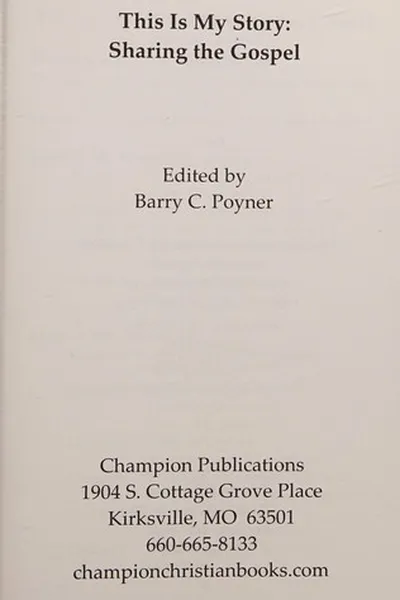 This Is My Story:
Sharing the Gospel
Edited by
Barry C. Poyner
Champion Publications
1904 S. Cottage Grove Place
Kirksville, MO 63501
660-665-8133
championchristianbooks.com